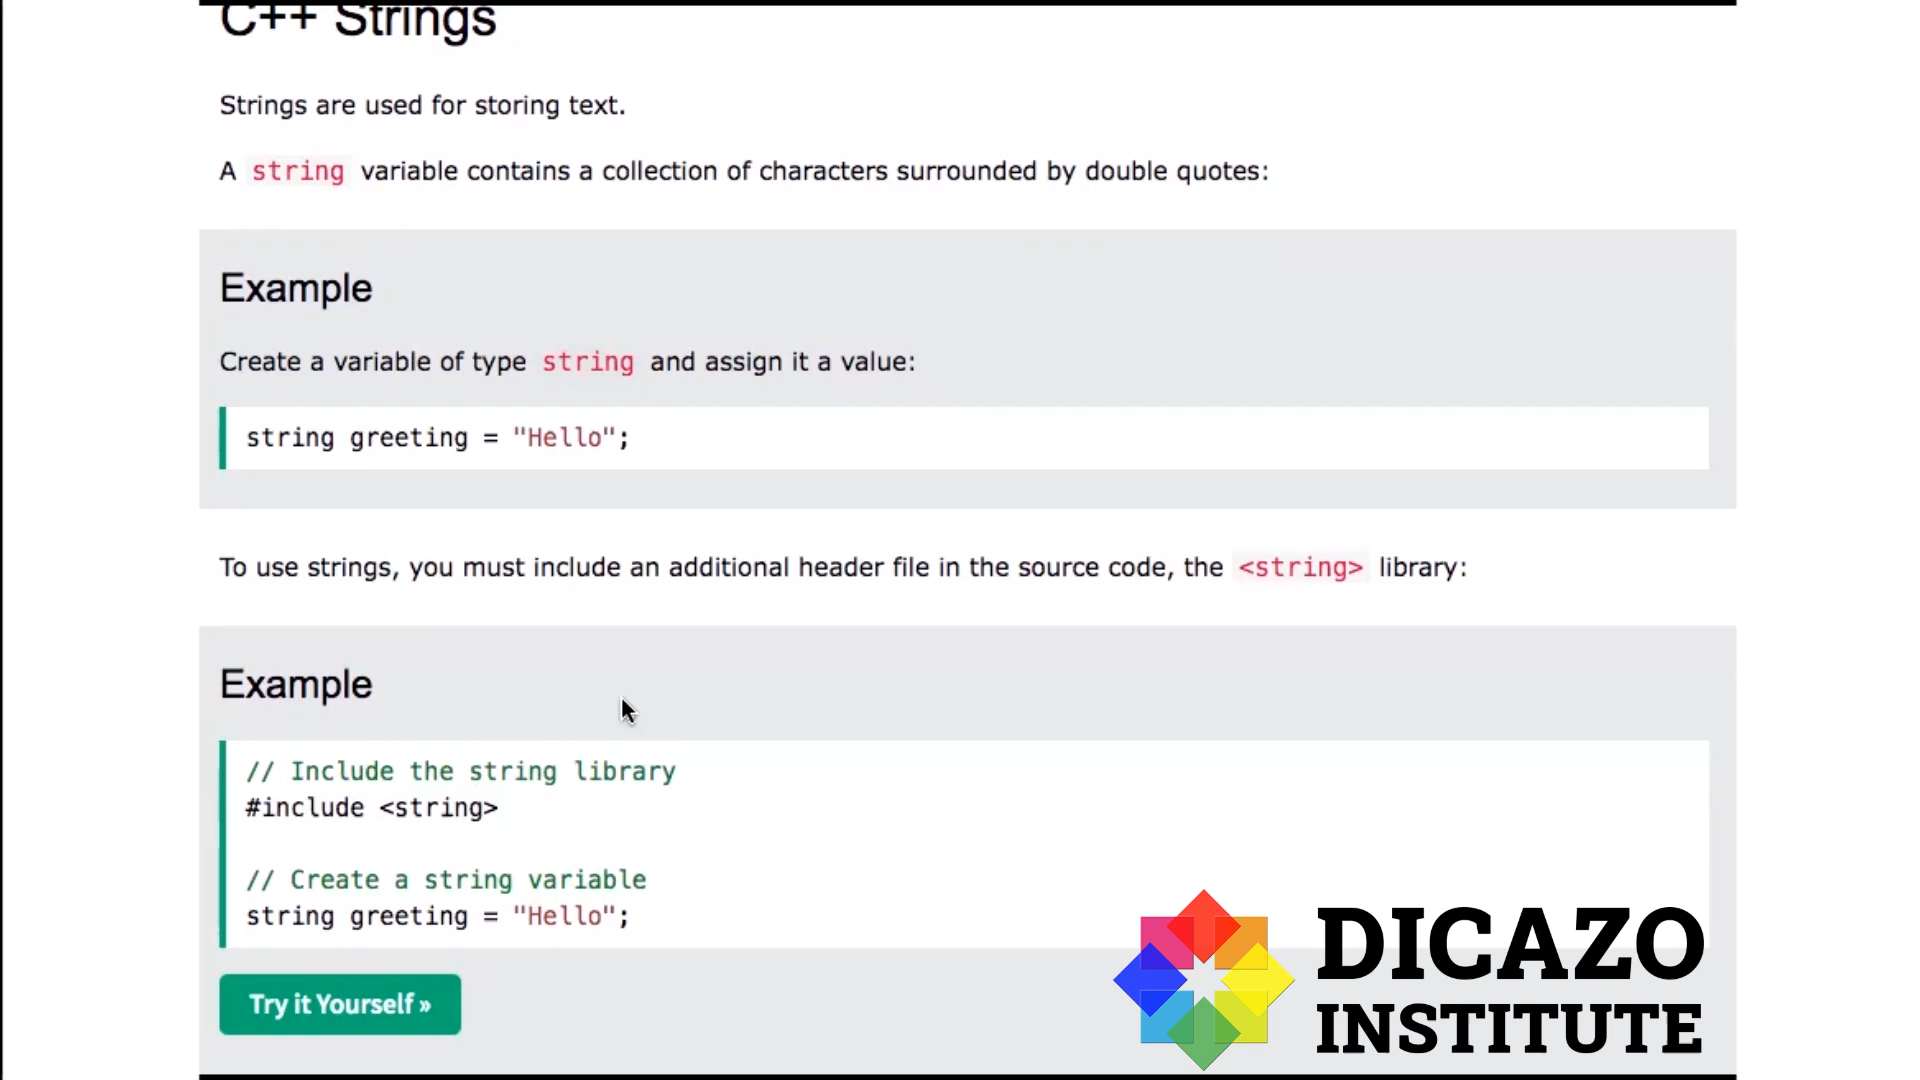 C++ Strings
Strings are used for storing text.
A string variable contains a collection of characters surrounded by double quotes:
Example
Create a variable of type string and assign it a value:
string greeting = "Hello";
To use strings, you must include an additional header file in the source code, the <string> library:
Example
// Include the string library
#include <string>
// Create a string variable
string greeting = "Hello";
Try it Yourself »
DICAZO
INSTITUTE